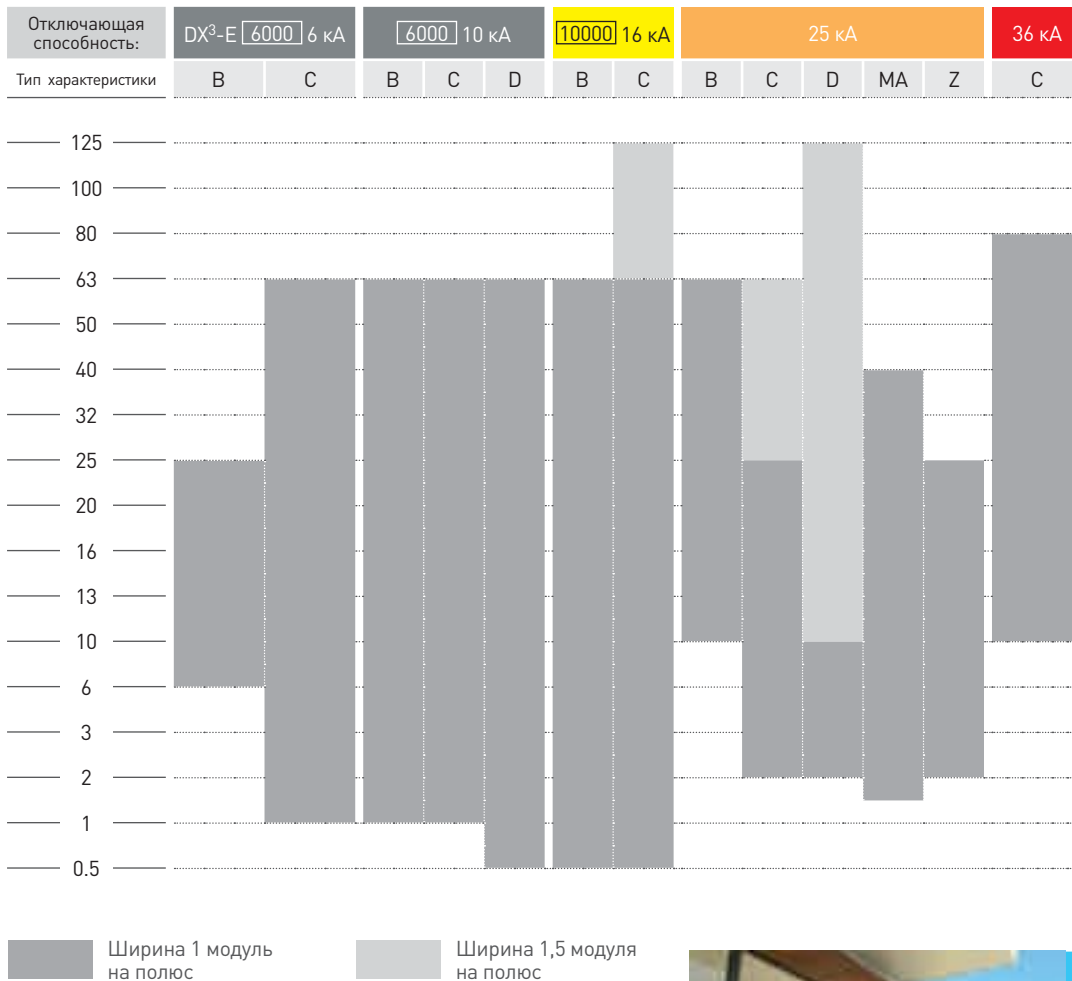 Отключающая
способность:
DX³-E 6000 6 кА
6000 10 кА
10000 16 кА
25 кА
36 кА
Тип характеристики B C B C D B C B C D MA Z C
125
100
80
63
50
40
32
25
20
16
13
10
6
3
2
1
0.5
Ширина 1 модуль
на полюс
Ширина 1,5 модуля
на полюс